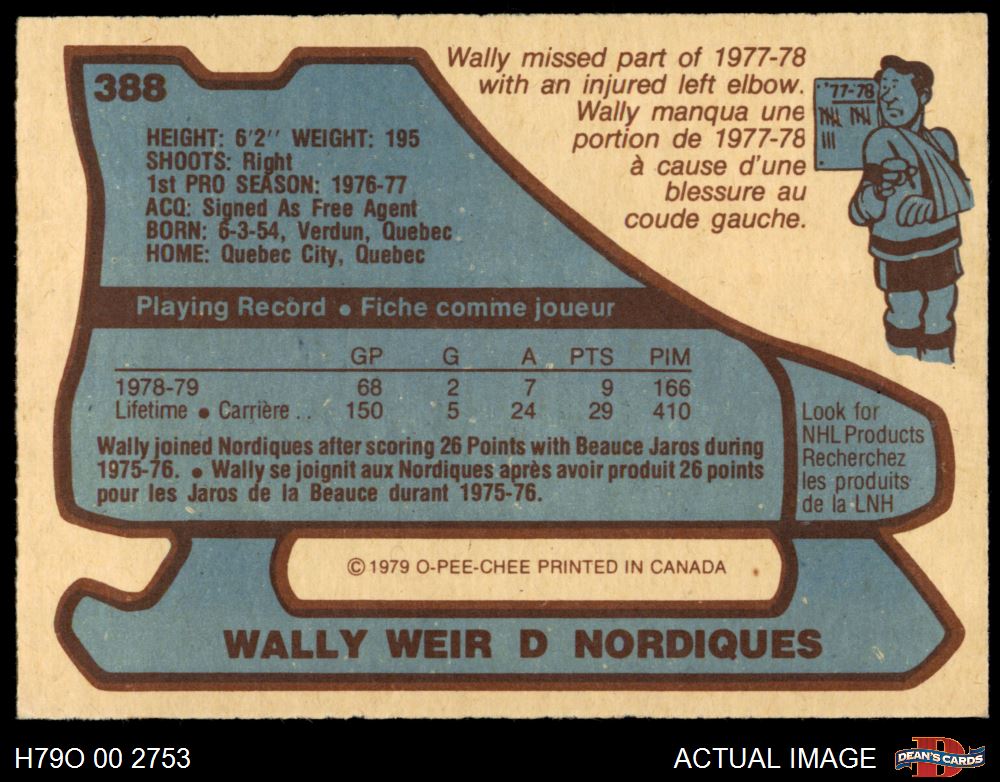 388
Wally missed part of 1977-78
with an injured left elbow.
Wally manqua une
portion de 1977-78
à cause d'une
blessure au
coude gauche.
'77-78
HEIGHT: 6'2'' WEIGHT: 195
SHOOTS: Right
1st PRO SEASON: 1976-77
ACQ: Signed As Free Agent
BORN: 6-3-54, Verdun, Quebec
HOME: Quebec City, Quebec
Playing Record • Fiche comme joueur
GP G A PTS PIM
1978-79 68 2 7 9 166
Lifetime • Carrière .. 150 5 24 29 410
Wally joined Nordiques after scoring 26 Points with Beauce Jaros during
1975-76. • Wally se joignit aux Nordiques après avoir produit 26 points
pour les Jaros de la Beauce durant 1975-76.
Look for
NHL Products
Recherchez
les produits
de la LNH
© 1979 O-PEE-CHEE PRINTED IN CANADA
WALLY WEIR D NORDIQUES
H79O 00 2753
ACTUAL IMAGE
D
DEAN'S CARDS